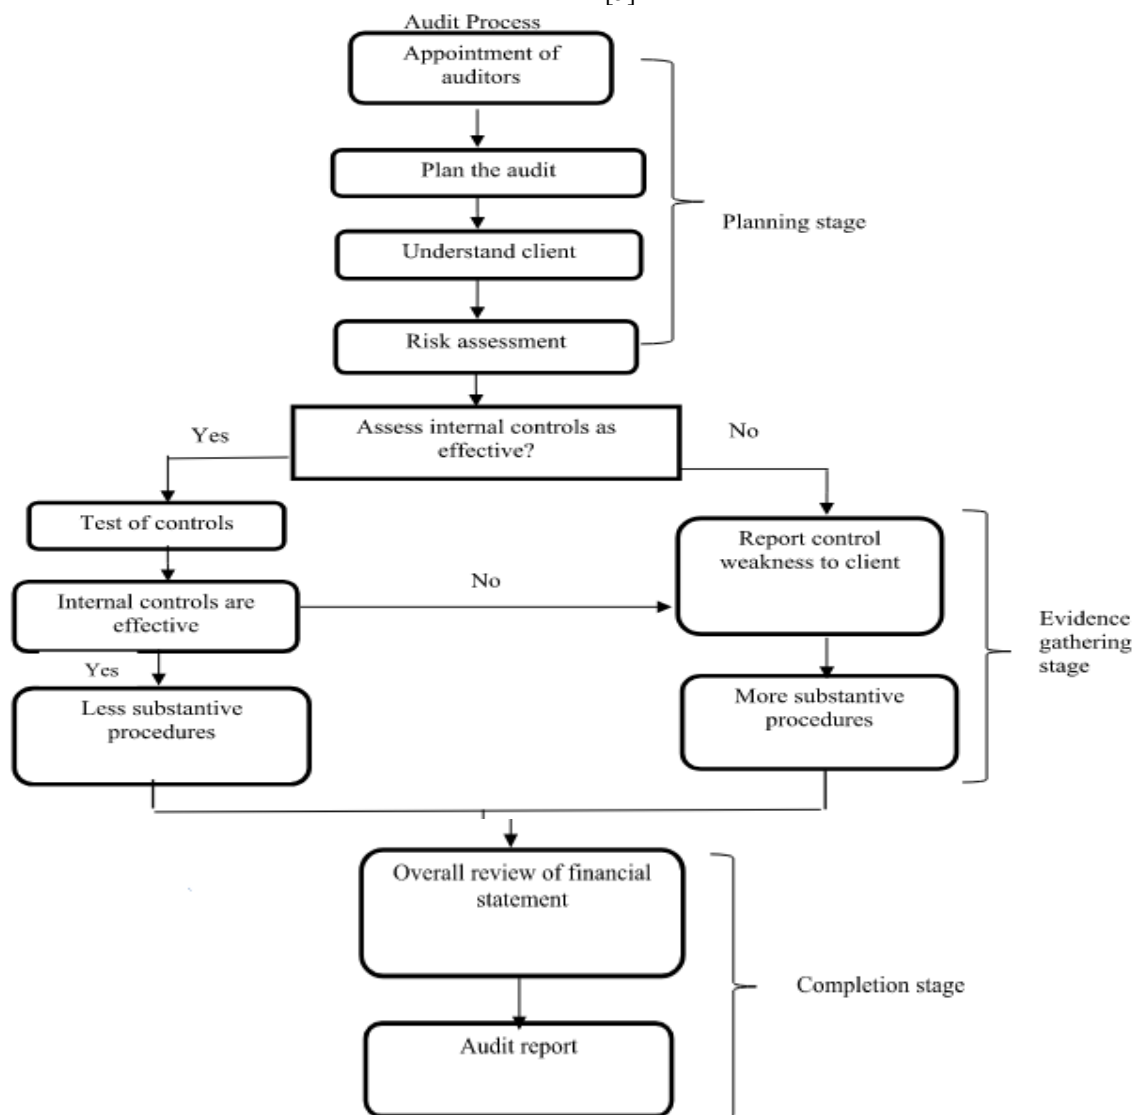 Audit Process
Appointment of
auditors
Plan the audit
Understand client
Planning stage
Risk assessment
Assess internal controls as
effective?
Yes
No
Test of controls
Report control
weakness to client
Internal controls are
effective
No
Evidence
gathering
stage
Yes
Less substantive
procedures
More substantive
procedures
Overall review of financial
statement
Completion stage
Audit report